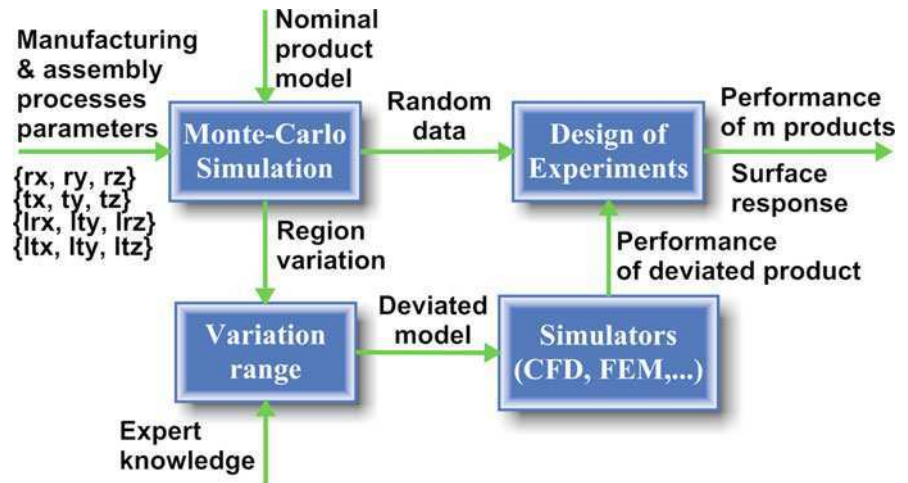 Manufacturing
& assembly
processes
parameters
{rx, ry, rz}
{tx, ty, tz}
{lrx, lty, lrz}
{ltx, lty, ltz}
Nominal
product
model
Monte-Carlo
Simulation
Random
data
Design of
Experiments
Performance
of m products
Surface
response
Region
variation
Performance
of deviated product
Variation
range
Deviated
model
Simulators
(CFD, FEM,...)
Expert
knowledge